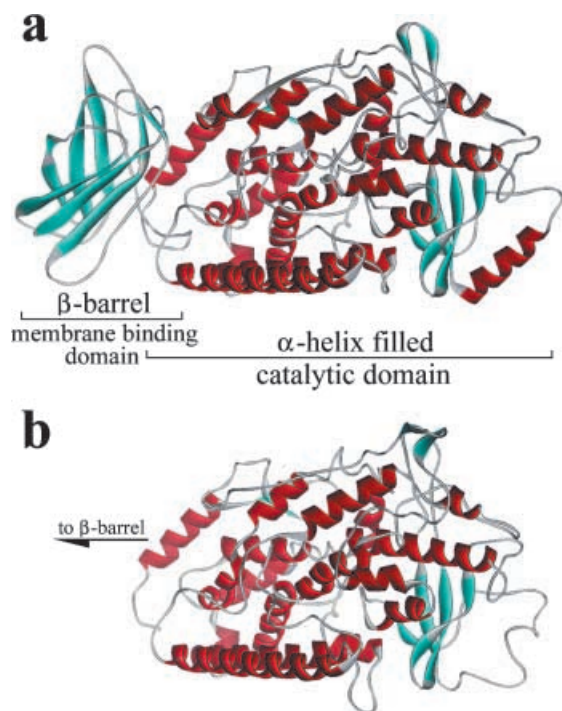 a
β-barrel
membrane binding
domain
α-helix filled
catalytic domain
b
to β-barrel